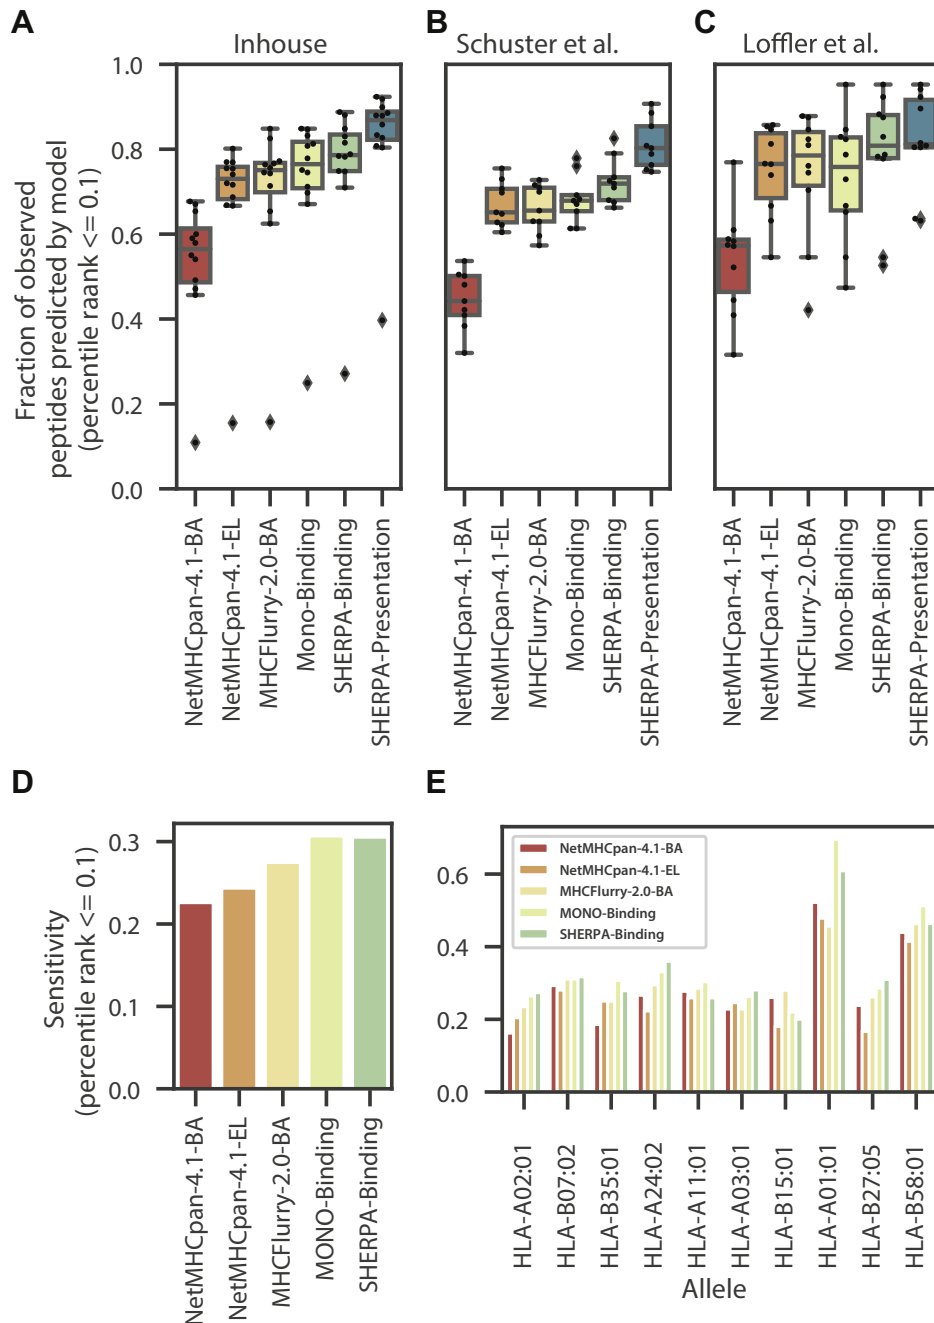 A
B
C
Inhouse
Schuster et al.
Loffler et al.
Fraction of observed
peptides predicted by model
(percentile raank <= 0.1)
1.0
0.8
0.6
0.4
0.2
0.0
NetMHCpan-4.1-BA
NetMHCpan-4.1-EL
MHCFlurry-2.0-BA
Mono-Binding
SHERPA-Binding
SHERPA-Presentation
NetMHCpan-4.1-BA
NetMHCpan-4.1-EL
MHCFlurry-2.0-BA
Mono-Binding
SHERPA-Binding
SHERPA-Presentation
NetMHCpan-4.1-BA
NetMHCpan-4.1-EL
MHCFlurry-2.0-BA
Mono-Binding
SHERPA-Binding
SHERPA-Presentation
D
Sensitivity
(percentile rank <= 0.1)
0.3
0.2
0.1
0.0
NetMHCpan-4.1-BA
NetMHCpan-4.1-EL
MHCFlurry-2.0-BA
MONO-Binding
SHERPA-Binding
E
0.6
0.4
0.2
0.0
NetMHCpan-4.1-BA
NetMHCpan-4.1-EL
MHCFlurry-2.0-BA
MONO-Binding
SHERPA-Binding
HLA-A02:01
HLA-B07:02
HLA-B35:01
HLA-A24:02
HLA-A11:01
HLA-A03:01
HLA-B15:01
HLA-A01:01
HLA-B27:05
HLA-B58:01
Allele